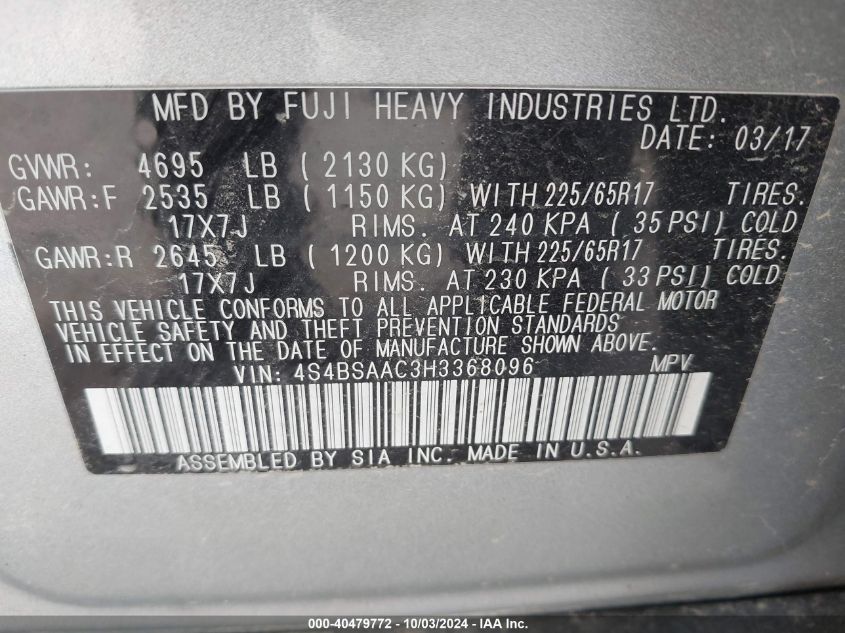 MFD BY FUJI HEAVY INDUSTRIES LTD.
DATE: 03/17
GVWR: 4695 LB ( 2130 KG)
GAWR:F 2535 LB ( 1150 KG) WITH 225/65R17 TIRES.
17X7J RIMS. AT 240 KPA ( 35 PSI) COLD
GAWR:R 2645 LB ( 1200 KG) WITH 225/65R17 TIRES.
17X7J RIMS. AT 230 KPA ( 33 PSI) COLD
THIS VEHICLE CONFORMS TO ALL APPLICABLE FEDERAL MOTOR
VEHICLE SAFETY AND THEFT PREVENTION STANDARDS
IN EFFECT ON THE DATE OF MANUFACTURE SHOWN ABOVE.
VIN: 4S4BSAAC3H3368096 MPV
ASSEMBLED BY SIA INC. MADE IN U.S.A.
000-40479772 - 10/03/2024 - IAA Inc.